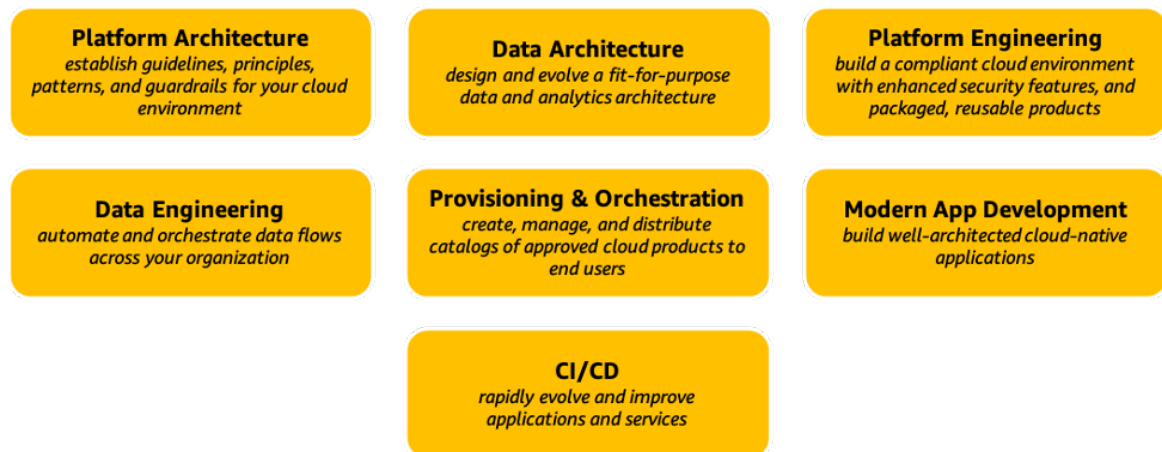 Platform Architecture
establish guidelines, principles,
patterns, and guardrails for your cloud
environment
Data Architecture
design and evolve a fit-for-purpose
data and analytics architecture
Platform Engineering
build a compliant cloud environment
with enhanced security features, and
packaged, reusable products
Data Engineering
automate and orchestrate data flows
across your organization
Provisioning & Orchestration
create, manage, and distribute
catalogs of approved cloud products to
end users
Modern App Development
build well-architected cloud-native
applications
CI/CD
rapidly evolve and improve
applications and services